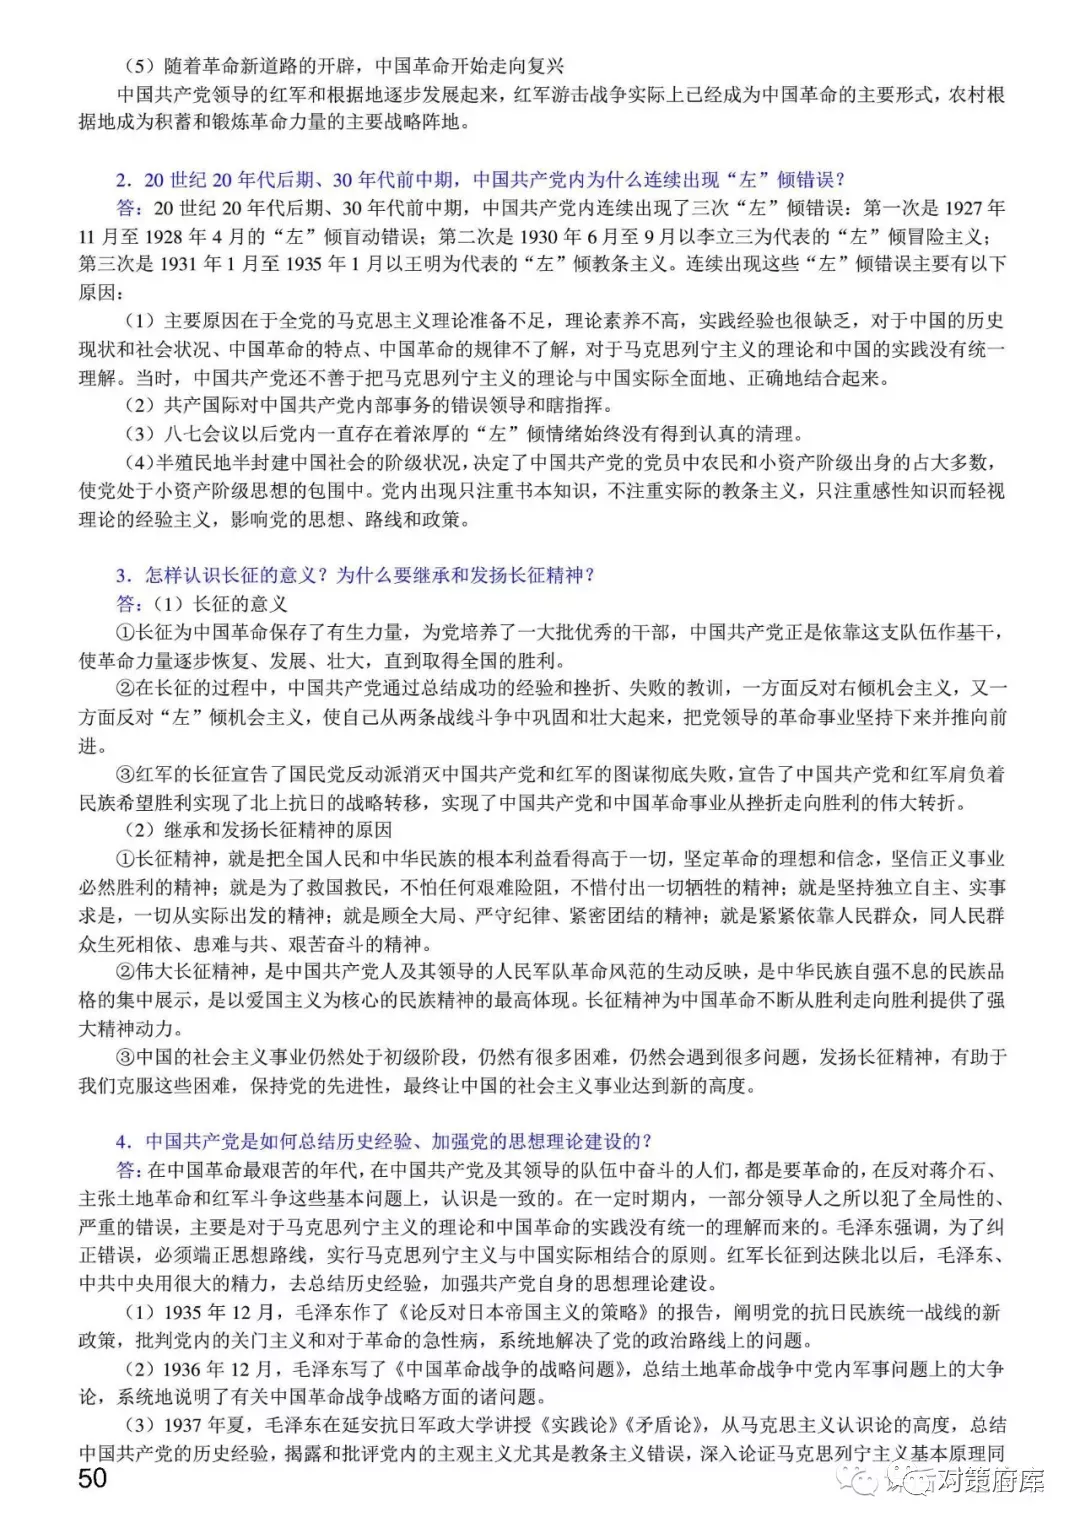 （5）随着革命新道路的开辟，中国革命开始走向复兴
中国共产党领导的红军和根据地逐步发展起来，红军游击战争实际上已经成为中国革命的主要形式，农村根
据地成为积蓄和锻炼革命力量的主要战略阵地。
2．20 世纪 20 年代后期、30 年代前中期，中国共产党内为什么连续出现“左”倾错误？
答：20 世纪 20 年代后期、30 年代前中期，中国共产党内连续出现了三次“左”倾错误：第一次是 1927 年
11 月至 1928 年 4 月的“左”倾盲动错误；第二次是 1930 年 6 月至 9 月以李立三为代表的“左”倾冒险主义；
第三次是 1931 年 1 月至 1935 年 1 月以王明为代表的“左”倾教条主义。连续出现这些“左”倾错误主要有以下
原因：
（1）主要原因在于全党的马克思主义理论准备不足，理论素养不高，实践经验也很缺乏，对于中国的历史
现状和社会状况、中国革命的特点、中国革命的规律不了解，对于马克思列宁主义的理论和中国的实践没有统一
理解。当时，中国共产党还不善于把马克思列宁主义的理论与中国实际全面地、正确地结合起来。
（2）共产国际对中国共产党内部事务的错误领导和瞎指挥。
（3）八七会议以后党内一直存在着浓厚的“左”倾情绪始终没有得到认真的清理。
（4）半殖民地半封建中国社会的阶级状况，决定了中国共产党的党员中农民和小资产阶级出身的占大多数，
使党处于小资产阶级思想的包围中。党内出现只注重书本知识，不注重实际的教条主义，只注重感性知识而轻视
理论的经验主义，影响党的思想、路线和政策。
3．怎样认识长征的意义？为什么要继承和发扬长征精神？
答：（1）长征的意义
①长征为中国革命保存了有生力量，为党培养了一大批优秀的干部，中国共产党正是依靠这支队伍作基干，
使革命力量逐步恢复、发展、壮大，直到取得全国的胜利。
②在长征的过程中，中国共产党通过总结成功的经验和挫折、失败的教训，一方面反对右倾机会主义，又一
方面反对“左”倾机会主义，使自己从两条战线斗争中巩固和壮大起来，把党领导的革命事业坚持下来并推向前
进。
③红军的长征宣告了国民党反动派消灭中国共产党和红军的图谋彻底失败，宣告了中国共产党和红军肩负着
民族希望胜利实现了北上抗日的战略转移，实现了中国共产党和中国革命事业从挫折走向胜利的伟大转折。
（2）继承和发扬长征精神的原因
①长征精神，就是把全国人民和中华民族的根本利益看得高于一切，坚定革命的理想和信念，坚信正义事业
必然胜利的精神；就是为了救国救民，不怕任何艰难险阻，不惜付出一切牺牲的精神；就是坚持独立自主、实事
求是，一切从实际出发的精神；就是顾全大局、严守纪律、紧密团结的精神；就是紧紧依靠人民群众，同人民群
众生死相依、患难与共、艰苦奋斗的精神。
②伟大长征精神，是中国共产党人及其领导的人民军队革命风范的生动反映，是中华民族自强不息的民族品
格的集中展示，是以爱国主义为核心的民族精神的最高体现。长征精神为中国革命不断从胜利走向胜利提供了强
大精神动力。
③中国的社会主义事业仍然处于初级阶段，仍然有很多困难，仍然会遇到很多问题，发扬长征精神，有助于
我们克服这些困难，保持党的先进性，最终让中国的社会主义事业达到新的高度。
4．中国共产党是如何总结历史经验、加强党的思想理论建设的？
答：在中国革命最艰苦的年代，在中国共产党及其领导的队伍中奋斗的人们，都是要革命的，在反对蒋介石、
主张土地革命和红军斗争这些基本问题上，认识是一致的。在一定时期内，一部分领导人之所以犯了全局性的、
严重的错误，主要是对于马克思列宁主义的理论和中国革命的实践没有统一的理解而来的。毛泽东强调，为了纠
正错误，必须端正思想路线，实行马克思列宁主义与中国实际相结合的原则。红军长征到达陕北以后，毛泽东、
中共中央用很大的精力，去总结历史经验，加强共产党自身的思想理论建设。
（1）1935 年 12 月，毛泽东作了《论反对日本帝国主义的策略》的报告，阐明党的抗日民族统一战线的新
政策，批判党内的关门主义和对于革命的急性病，系统地解决了党的政治路线上的问题。
（2）1936 年 12 月，毛泽东写了《中国革命战争的战略问题》，总结土地革命战争中党内军事问题上的大争
论，系统地说明了有关中国革命战争战略方面的诸问题。
（3）1937 年夏，毛泽东在延安抗日军政大学讲授《实践论》《矛盾论》，从马克思主义认识论的高度，总结
中国共产党的历史经验，揭露和批评党内的主观主义尤其是教条主义错误，深入论证马克思列宁主义基本原理同
50
对策府库